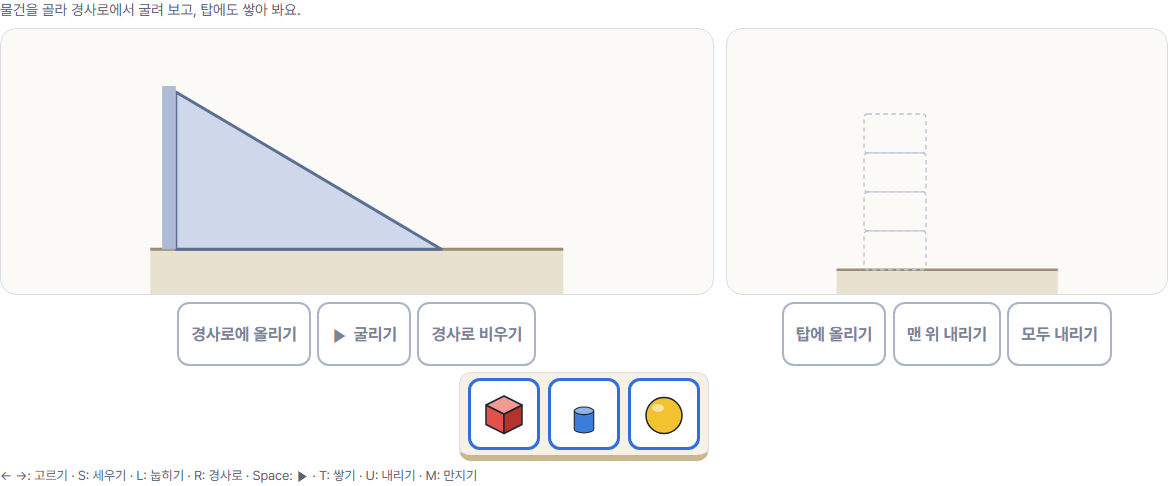 물건을 골라 경사로에서 굴려 보고, 탑에도 쌓아 봐요.
경사로에 올리기
▶ 굴리기
경사로 비우기
탑에 올리기
맨 위 내리기
모두 내리기
← →: 고르기 · S: 세우기 · L: 눕히기 · R: 경사로 · Space: ▶ · T: 쌓기 · U: 내리기 · M: 만지기